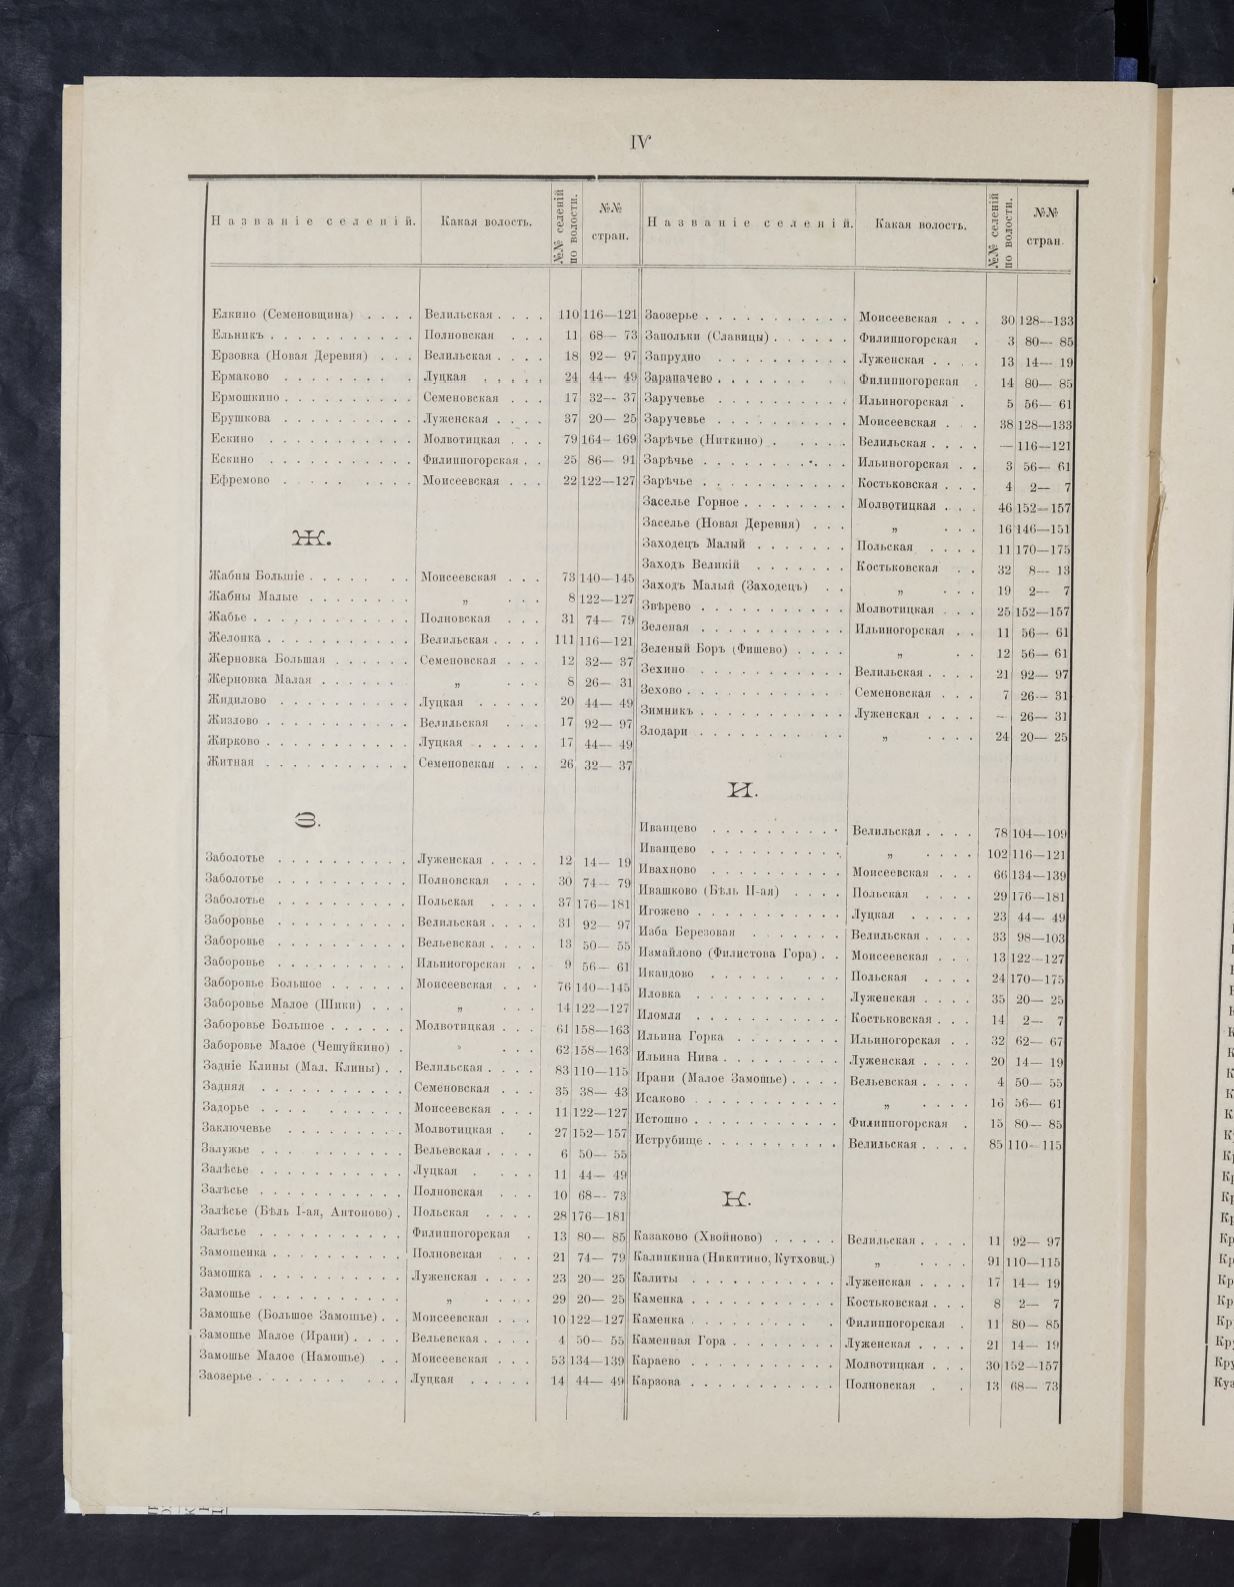 IV
Названіе селеній. Какая волость. №№ селеній по волости. №№ стран.
Елкино (Семеновщина) . . . . Велильская . . . . 110 116—121
Ельникъ . . . . . . . . . . . Полновская . . . 11 68— 73
Ерзовка (Новая Деревня) . . . Велильская . . . . 18 92— 97
Ермаково . . . . . . . . . Луцкая . . . . . 24 44— 49
Ермошкино . . . . . . . . . . Семеновская . . . 17 32— 37
Ерушкова . . . . . . . . . . Луженская . . . . 37 20— 25
Ескино . . . . . . . . . . . Молвотицкая . . . 79 164—169
Ескино . . . . . . . . . . . Филипногорская . . 25 86— 91
Ефремово . . . . . . . . . Моисеевская . . . 22 122—127
Ж.
Жабны Большіе . . . . . . . Моисеевская . . . 73 140—145
Жабны Малые . . . . . . . . „ . . . 8 122—127
Жабье . . . . . . . . . . . . Полновская . . . 31 74— 79
Желонка . . . . . . . . . . . Велильская . . . . 111 116—121
Жерновка Большая . . . . . . Семеновская . . . 12 32— 37
Жерновка Малая . . . . . . „ . . . 8 26— 31
Жидилово . . . . . . . . . . Луцкая . . . . . 20 44— 49
Жизлово . . . . . . . . . . . Велильская . . . 17 92— 97
Жирково . . . . . . . . . . . Луцкая . . . . . 17 44— 49
Житная . . . . . . . . . . . Семеновская . . . 26 32— 37
З.
Заболотье . . . . . . . . . . Луженская . . . . 12 14— 19
Заболотье . . . . . . . . . . Полновская . . . 30 74— 79
Заболотье . . . . . . . . . . Польская . . . . 37 176—181
Заборовье . . . . . . . . . . Велильская . . . . 31 92— 97
Заборовье . . . . . . . . . . Вельевская . . . . 13 50— 55
Заборовье . . . . . . . . . . Ильиногорская . . 9 56— 61
Заборовье Большое . . . . . . Моисеевская . . . 76 140—145
Заборовье Малое (Шики) . . . „ . . . 14 122—127
Заборовье Большое . . . . . . Молвотицкая . . . 61 158—163
Заборовье Малое (Чешуйкино) . „ . . . 62 158—163
Задніе Клины (Мал. Клины) . . Велильская . . . . 83 110—115
Задняя . . . . . . . . . . . Семеновская . . . 35 38— 43
Задорье . . . . . . . . . . . Моисеевская . . . 11 122—127
Заключевье . . . . . . . . . Молвотицкая . . 27 152—157
Залужье . . . . . . . . . . . Вельевская . . . . 6 50— 55
Залѣсье . . . . . . . . . . . Луцкая . . . . 11 44— 49
Залѣсье . . . . . . . . . . . Полновская . . . 10 68— 73
Залѣсье (Бѣль I-ая, Антоново) . Польская . . . . 28 176—181
Залѣсье . . . . . . . . . . . Филипногорская . 13 80— 85
Замошенка . . . . . . . . . . Полновская . . . 21 74— 79
Замошка . . . . . . . . . . . Луженская . . . . 23 20— 25
Замошье . . . . . . . . . . . „ . . . . 29 20— 25
Замошье (Большое Замошье) . . Моисеевская . . . 10 122—127
Замошье Малое (Ирани) . . . . Вельевская . . . . 4 50— 55
Замошье Малое (Намошье) . . Моисеевская . . . 53 134—139
Заозерье . . . . . . . . . . Луцкая . . . . . 14 44— 49
Названіе селеній. Какая волость. №№ селеній по волости. №№ стран.
Заозерье . . . . . . . . . . . Моисеевская . . . 30 128—133
Запольки (Славицы) . . . . . . Филипногорская . 3 80— 85
Запрудно . . . . . . . . . . Луженская . . . . 13 14— 19
Зарапачево . . . . . . . . . Филипногорская . 14 80— 85
Заручевье . . . . . . . . . . Ильиногорская . 5 56— 61
Заручевье . . . . . . . . . . Моисеевская . . . 38 128—133
Зарѣчье (Ниткино) . . . . . Велильская . . . . — 116—121
Зарѣчье . . . . . . . . . . . Ильиногорская . . 3 56— 61
Зарѣчье . . . . . . . . . . . Костьковская . . . 4 2— 7
Заселье Горное . . . . . . . . Молвотицкая . . . 46 152—157
Заселье (Новая Деревня) . . . „ . . . 16 146—151
Заходецъ Малый . . . . . . . Польская . . . . 11 170—175
Заходъ Великій . . . . . . . Костьковская . . 32 8— 13
Заходъ Малый (Заходецъ) . . „ . . . 19 2— 7
Звѣрево . . . . . . . . . . . Молвотицкая . . . 25 152—157
Зеленая . . . . . . . . . . . Ильиногорская . . 11 56— 61
Зеленый Боръ (Фишево) . . . . „ . . 12 56— 61
Зехино . . . . . . . . . . . Велильская . . . . 21 92— 97
Зехово . . . . . . . . . . . . Семеновская . . . 7 26— 31
Зимникъ . . . . . . . . . . . Луженская . . . . — 26— 31
Злодари . . . . . . . . . . . „ . . . . 24 20— 25
И.
Иванцево . . . . . . . . . . Велильская . . . . 78 104—109
Иванцево . . . . . . . . . . „ . . . . 102 116—121
Ивахново . . . . . . . . . . Моисеевская . . . 66 134—139
Ивашково (Бѣль II-ая) . . . . Польская . . . . 29 176—181
Игожево . . . . . . . . . . . Луцкая . . . . . 23 44— 49
Изба Березовая . . . . . . . Велильская . . . . 33 98—103
Измайлово (Филистова Гора) . . Моисеевская . . . 13 122—127
Икандово . . . . . . . . . . Польская . . . . 24 170—175
Иловка . . . . . . . . . . Луженская . . . . 35 20— 25
Иломля . . . . . . . . . . . Костьковская . . . 14 2— 7
Ильина Горка . . . . . . . . Ильиногорская . . 32 62— 67
Ильина Нива . . . . . . . . . Луженская . . . . 20 14— 19
Ирани (Малое Замошье) . . . . Вельевская . . . . 4 50— 55
Исаково . . . . . . . . . . . „ . . . . 16 56— 61
Истошно . . . . . . . . . . . Филипногорская . 15 80— 85
Иструбище . . . . . . . . . . Велильская . . . . 85 110—115
К.
Казаково (Хвойново) . . . . . Велильская . . . . 11 92— 97
Калинкина (Никитино, Кутховщ.) „ . . . . 91 110—115
Калиты . . . . . . . . . . . Луженская . . . . 17 14— 19
Каменка . . . . . . . . . . . Костьковская . . . 8 2— 7
Каменка . . . . . . . . . . . Филипногорская . 11 80— 85
Каменная Гора . . . . . . . . Луженская . . . . 21 14— 19
Караево . . . . . . . . . . . Молвотицкая . . . 30 152—157
Карзова . . . . . . . . . . . Полновская . . 13 68— 73